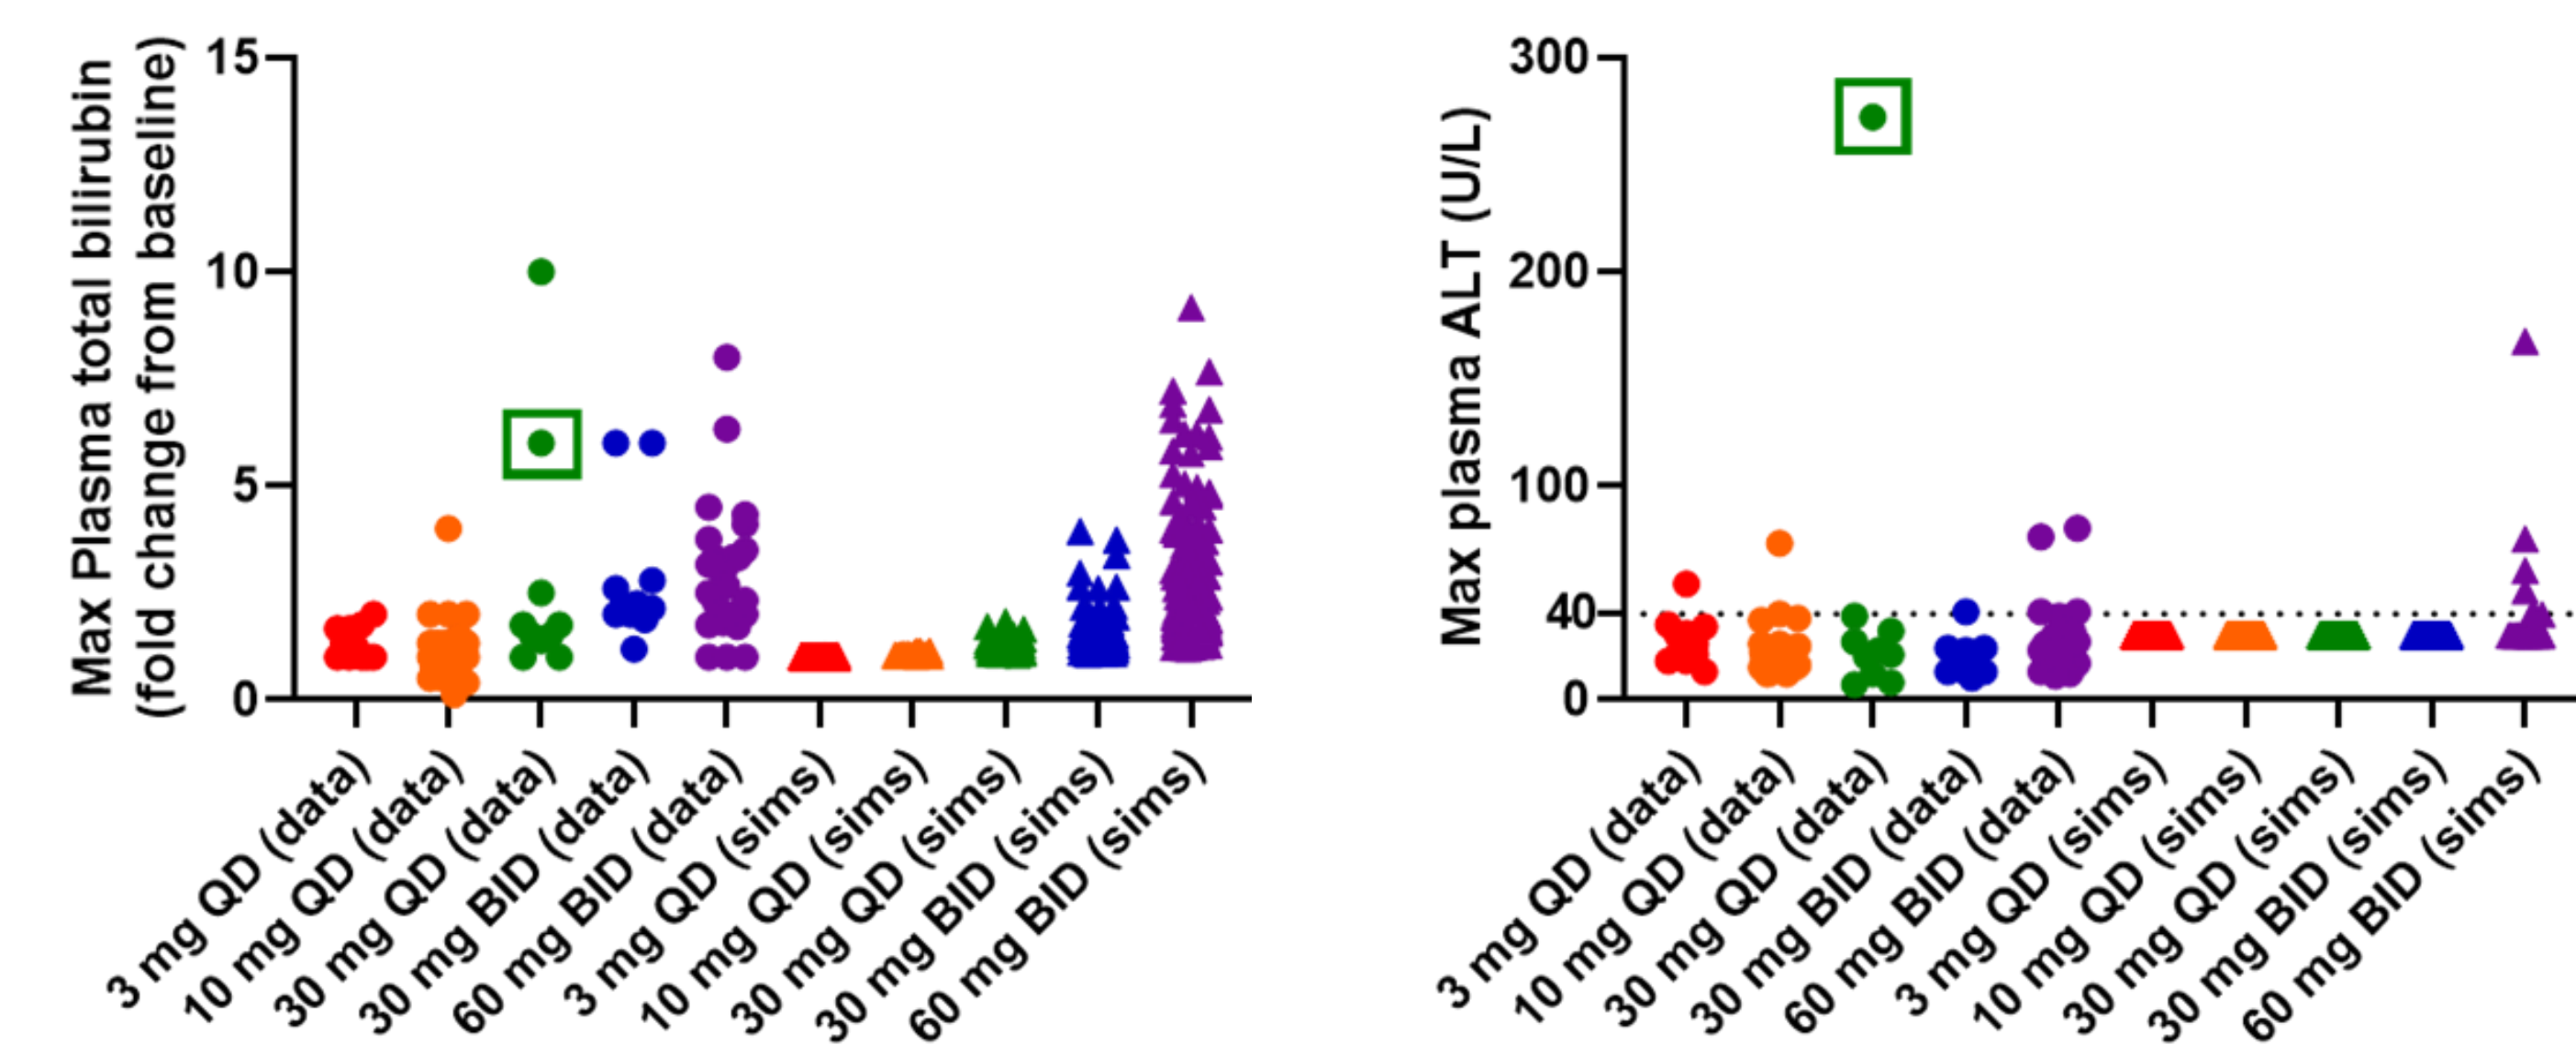 Max Plasma total bilirubin
(fold change from baseline)
15
10
5
0
3 mg QD (data)
10 mg QD (data)
30 mg QD (data)
30 mg BID (data)
60 mg BID (data)
3 mg QD (sims)
10 mg QD (sims)
30 mg QD (sims)
30 mg BID (sims)
60 mg BID (sims)
Max plasma ALT (U/L)
300
200
100
40
0
3 mg QD (data)
10 mg QD (data)
30 mg QD (data)
30 mg BID (data)
60 mg BID (data)
3 mg QD (sims)
10 mg QD (sims)
30 mg QD (sims)
30 mg BID (sims)
60 mg BID (sims)